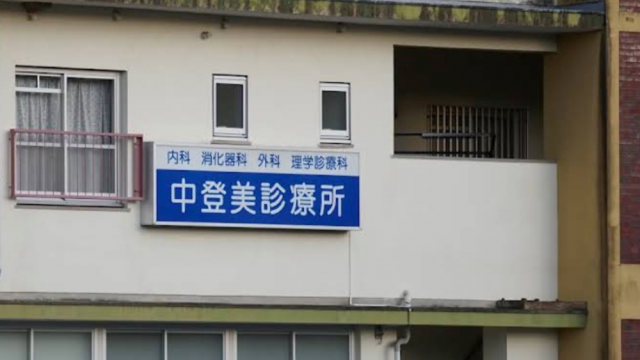 内科 消化器科 外科 理学診療科
中登美診療所